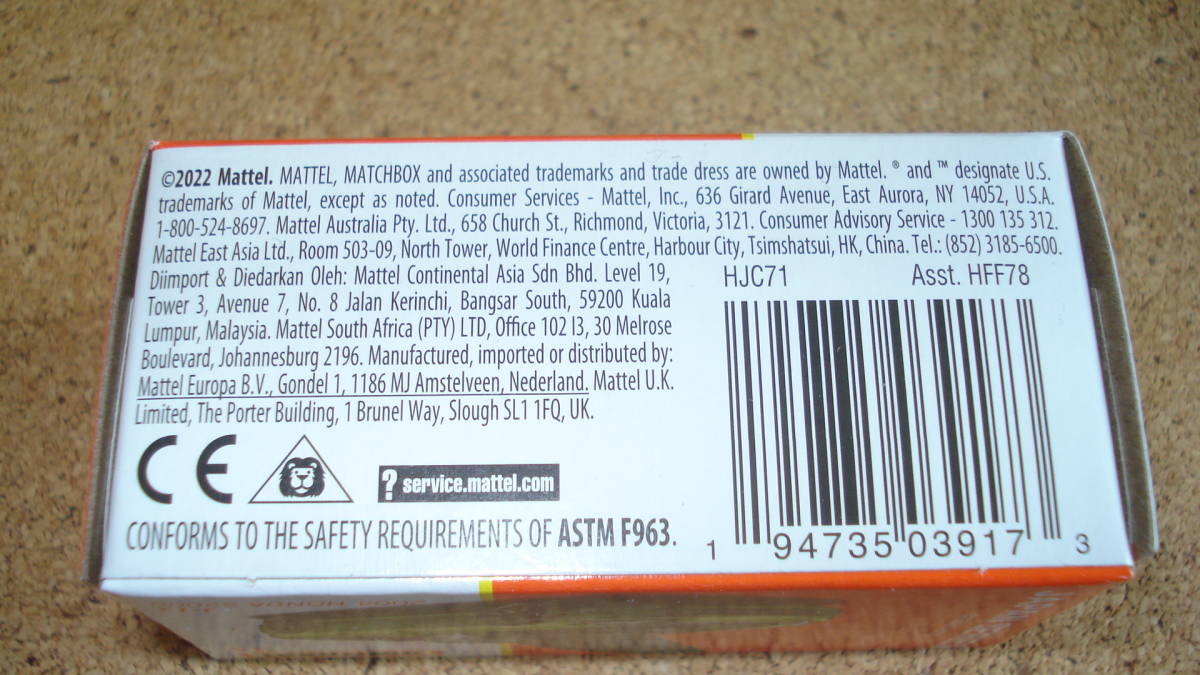 ©2022 Mattel. MATTEL, MATCHBOX and associated trademarks and trade dress are owned by Mattel. ® and ™ designate U.S.
trademarks of Mattel, except as noted. Consumer Services - Mattel, Inc., 636 Girard Avenue, East Aurora, NY 14052, U.S.A.
1-800-524-8697. Mattel Australia Pty. Ltd., 658 Church St., Richmond, Victoria, 3121. Consumer Advisory Service - 1300 135 312.
Mattel East Asia Ltd., Room 503-09, North Tower, World Finance Centre, Harbour City, Tsimshatsui, HK, China. Tel.: (852) 3185-6500.
Diimport & Diedarkan Oleh: Mattel Continental Asia Sdn Bhd. Level 19,
Tower 3, Avenue 7, No. 8 Jalan Kerinchi, Bangsar South, 59200 Kuala
Lumpur, Malaysia. Mattel South Africa (PTY) LTD, Office 102 I3, 30 Melrose
Boulevard, Johannesburg 2196. Manufactured, imported or distributed by:
Mattel Europa B.V., Gondel 1, 1186 MJ Amstelveen, Nederland. Mattel U.K.
Limited, The Porter Building, 1 Brunel Way, Slough SL1 1FQ, UK.
HJC71 Asst. HFF78
CE
? service.mattel.com
CONFORMS TO THE SAFETY REQUIREMENTS OF ASTM F963.
1 94735 03917 3
HONDA